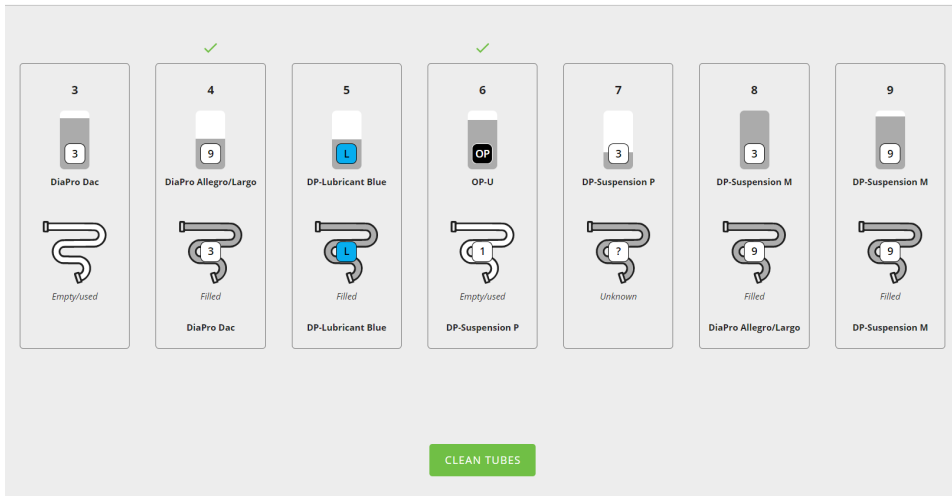 3 4 5 6 7 8 9
3 9 L OP 3 3 9
DiaPro Dac DiaPro Allegro/Largo DP-Lubricant Blue OP-U DP-Suspension P DP-Suspension M DP-Suspension M
3 L 1 ? 9 9
Empty/used Filled Filled Empty/used Unknown Filled Filled
DiaPro Dac DP-Lubricant Blue DP-Suspension P DiaPro Allegro/Largo DP-Suspension M
CLEAN TUBES